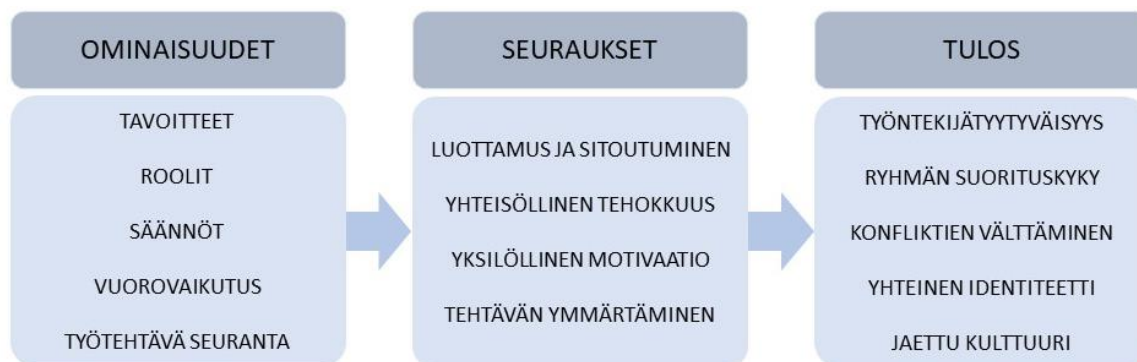 OMINAISUUDET
TAVOITTEET
ROOLIT
SÄÄNNÖT
VUOROVAIKUTUS
TYÖTEHTÄVÄ SEURANTA
SEURAUKSET
LUOTTAMUS JA SITOUTUMINEN
YHTEISÖLLINEN TEHOKKUUS
YKSILÖLLINEN MOTIVAATIO
TEHTÄVÄN YMMÄRTÄMINEN
TULOS
TYÖNTEKIJÄTYYTYVÄISYYS
RYHMÄN SUORITUSKYKY
KONFLIKTIEN VÄLTTÄMINEN
YHTEINEN IDENTITEETTI
JAETTU KULTTUURI